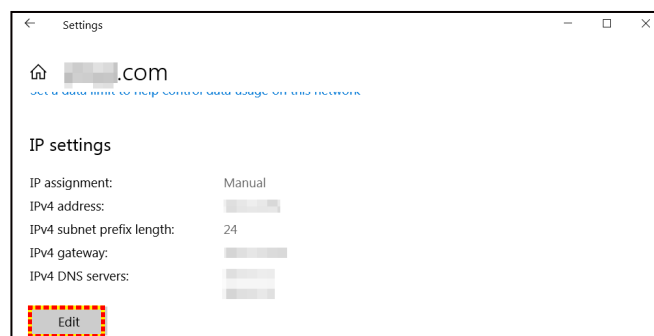 Settings
.com
Set a data limit to help control data usage on this network
IP settings
IP assignment: Manual
IPv4 address:
IPv4 subnet prefix length: 24
IPv4 gateway:
IPv4 DNS servers:
Edit